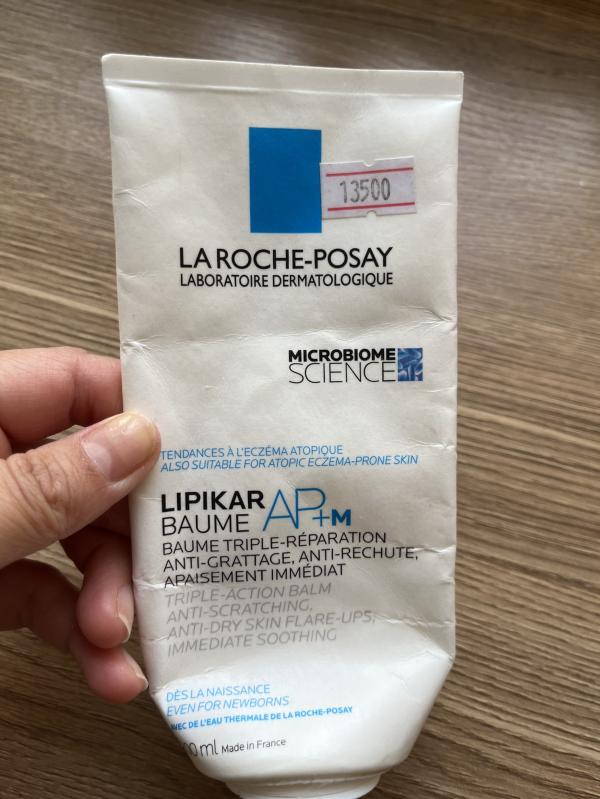 13500
LA ROCHE-POSAY
LABORATOIRE DERMATOLOGIQUE
MICROBIOME
SCIENCE
TENDANCES À L'ECZÉMA ATOPIQUE
ALSO SUITABLE FOR ATOPIC ECZEMA-PRONE SKIN
LIPIKAR AP+M
BAUME
BAUME TRIPLE-RÉPARATION
ANTI-GRATTAGE, ANTI-RECHUTE,
APAISEMENT IMMÉDIAT
TRIPLE-ACTION BALM
ANTI-SCRATCHING,
ANTI-DRY SKIN FLARE-UPS,
IMMEDIATE SOOTHING
DÈS LA NAISSANCE
EVEN FOR NEWBORNS
AVEC DE L'EAU THERMALE DE LA ROCHE-POSAY
Made in France